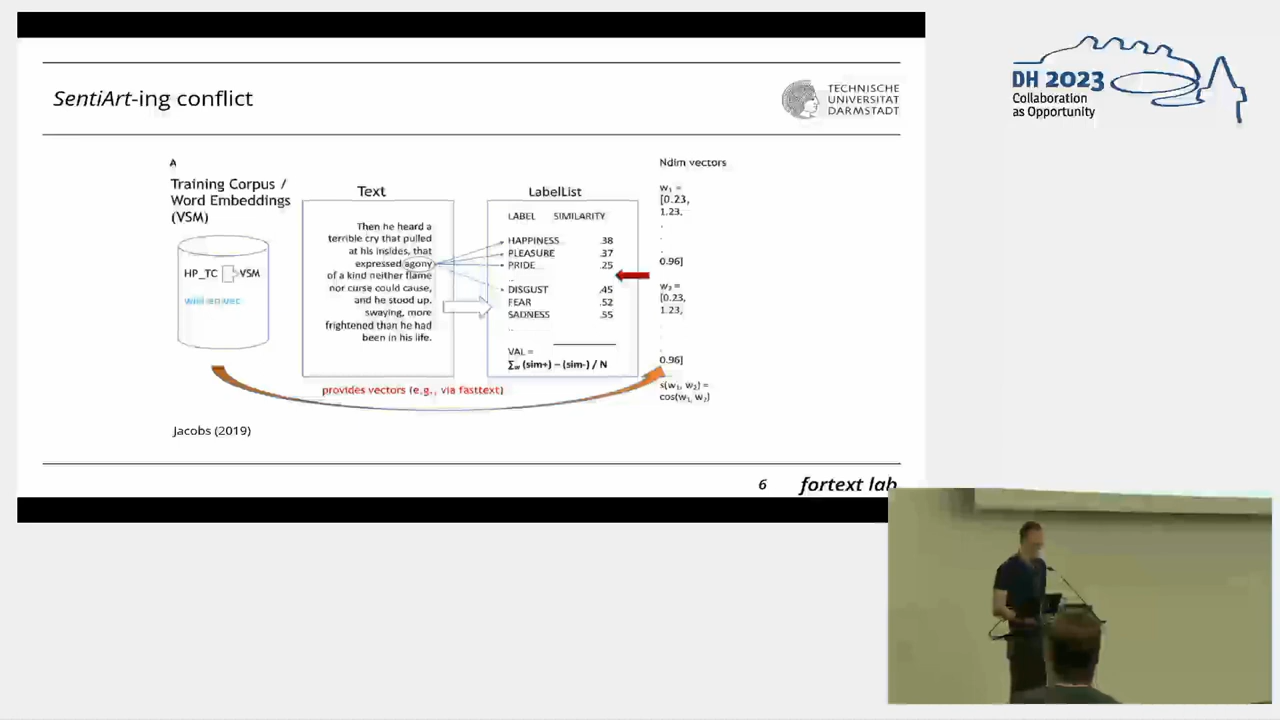 SentiArt-ing conflict
TECHNISCHE
UNIVERSITÄT
DARMSTADT
DH 2023
Collaboration
as Opportunity
A
Training Corpus /
Word Embeddings
(VSM)
HP_TC
VSM
Text
Then he heard a
terrible cry that pulled
at his insides, that
expressed agony
of a kind neither flame
nor curse could cause,
and he stood up.
swaying, more
frightened than he had
been in his life.
LabelList
LABEL SIMILARITY
HAPPINESS .38
PLEASURE .37
PRIDE .25
..
DISGUST .45
FEAR .52
SADNESS .55
..
VAL =
∑w (sim+) − (sim-) / N
Ndim vectors
w₁ =
[0.23,
1.23,
.
.
.
0.96]
w₂ =
[0.23,
1.23,
.
.
0.96]
s(w₁, w₂) =
cos(w₁, w₂)
provides vectors (e.g., via fasttext)
Jacobs (2019)
6 fortext lab